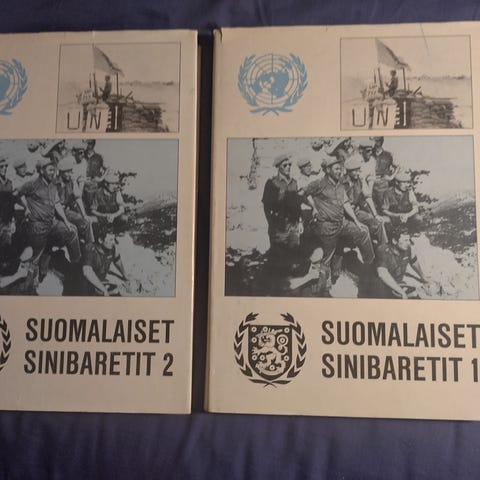 UN
SUOMALAISET
SINIBARETIT 2
UN
SUOMALAISET
SINIBARETIT 1